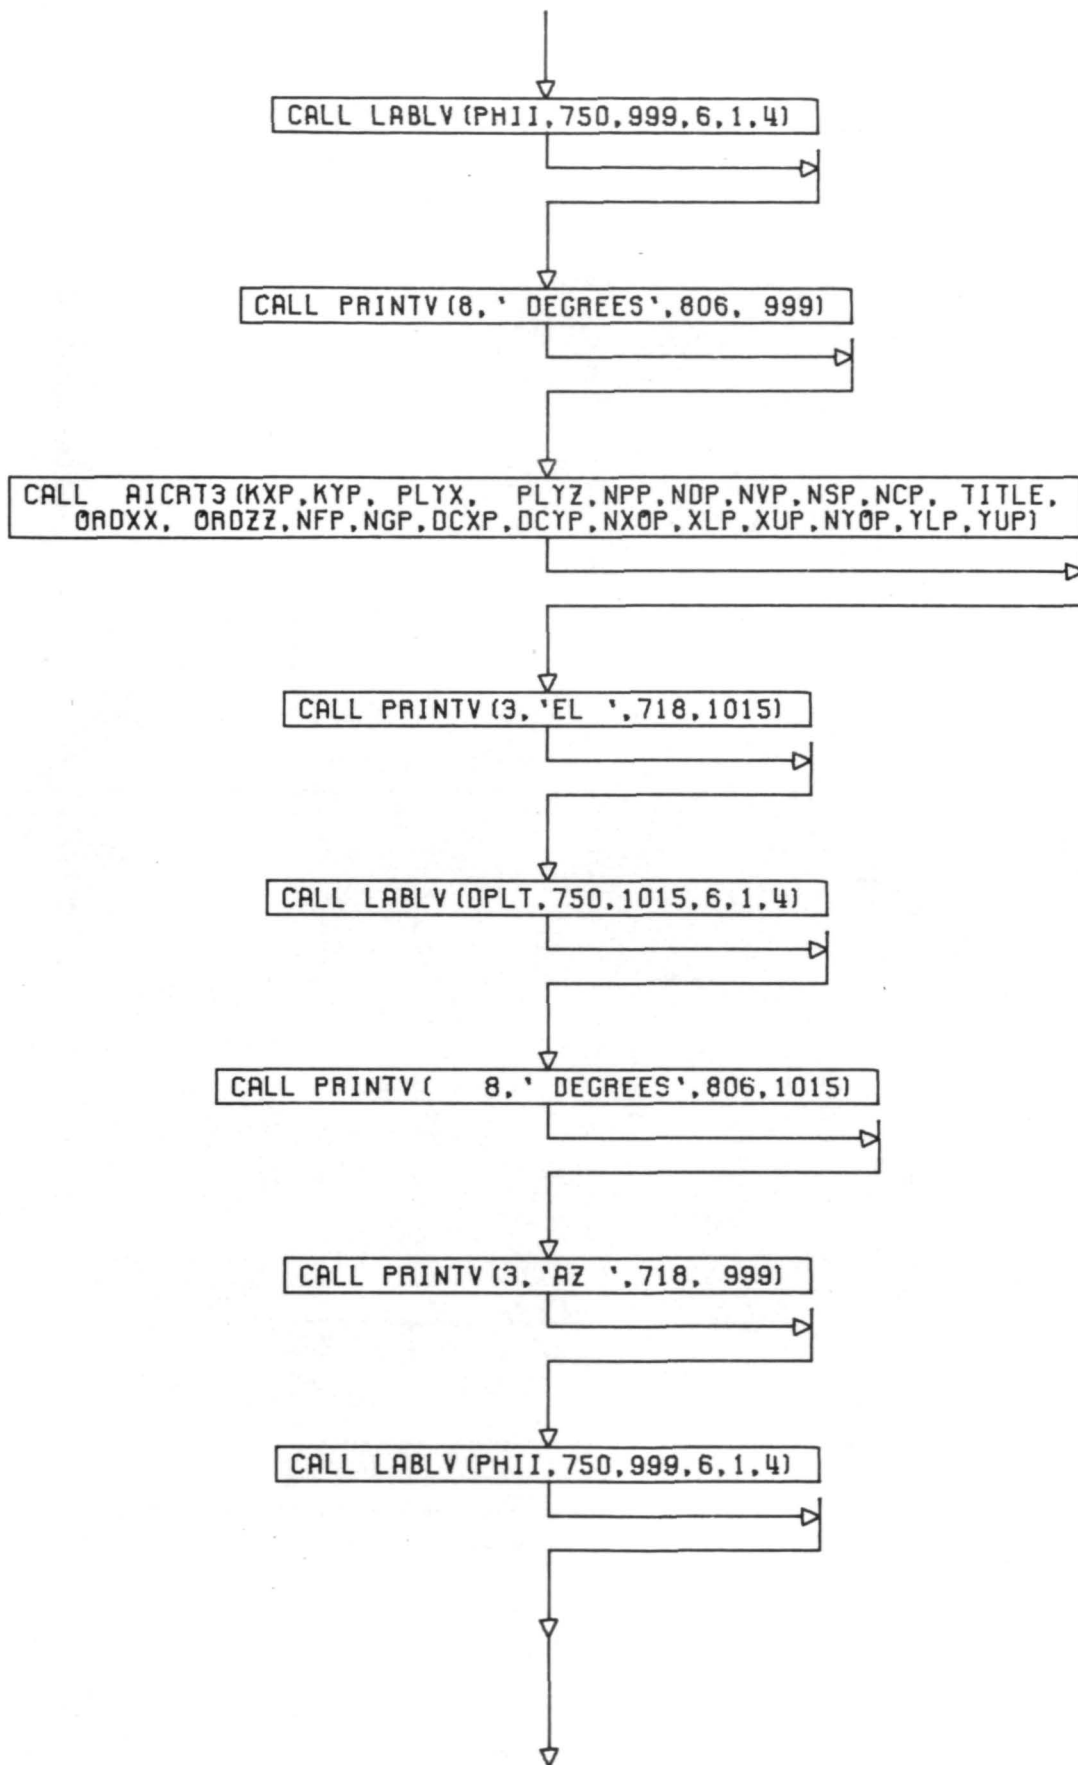 CALL LABLV(PHII,750,999,6,1,4)
CALL PRINTV(8,' DEGREES',806, 999)
CALL AICRT3(KXP,KYP, PLYX, PLYZ,NPP,NDP,NVP,NSP,NCP, TITLE,
ORDXX, ORDZZ,NFP,NGP,DCXP,DCYP,NXOP,XLP,XUP,NYOP,YLP,YUP)
CALL PRINTV(3,'EL ',718,1015)
CALL LABLV(DPLT,750,1015,6,1,4)
CALL PRINTV( 8,' DEGREES',806,1015)
CALL PRINTV(3,'AZ ',718, 999)
CALL LABLV(PHII,750,999,6,1,4)